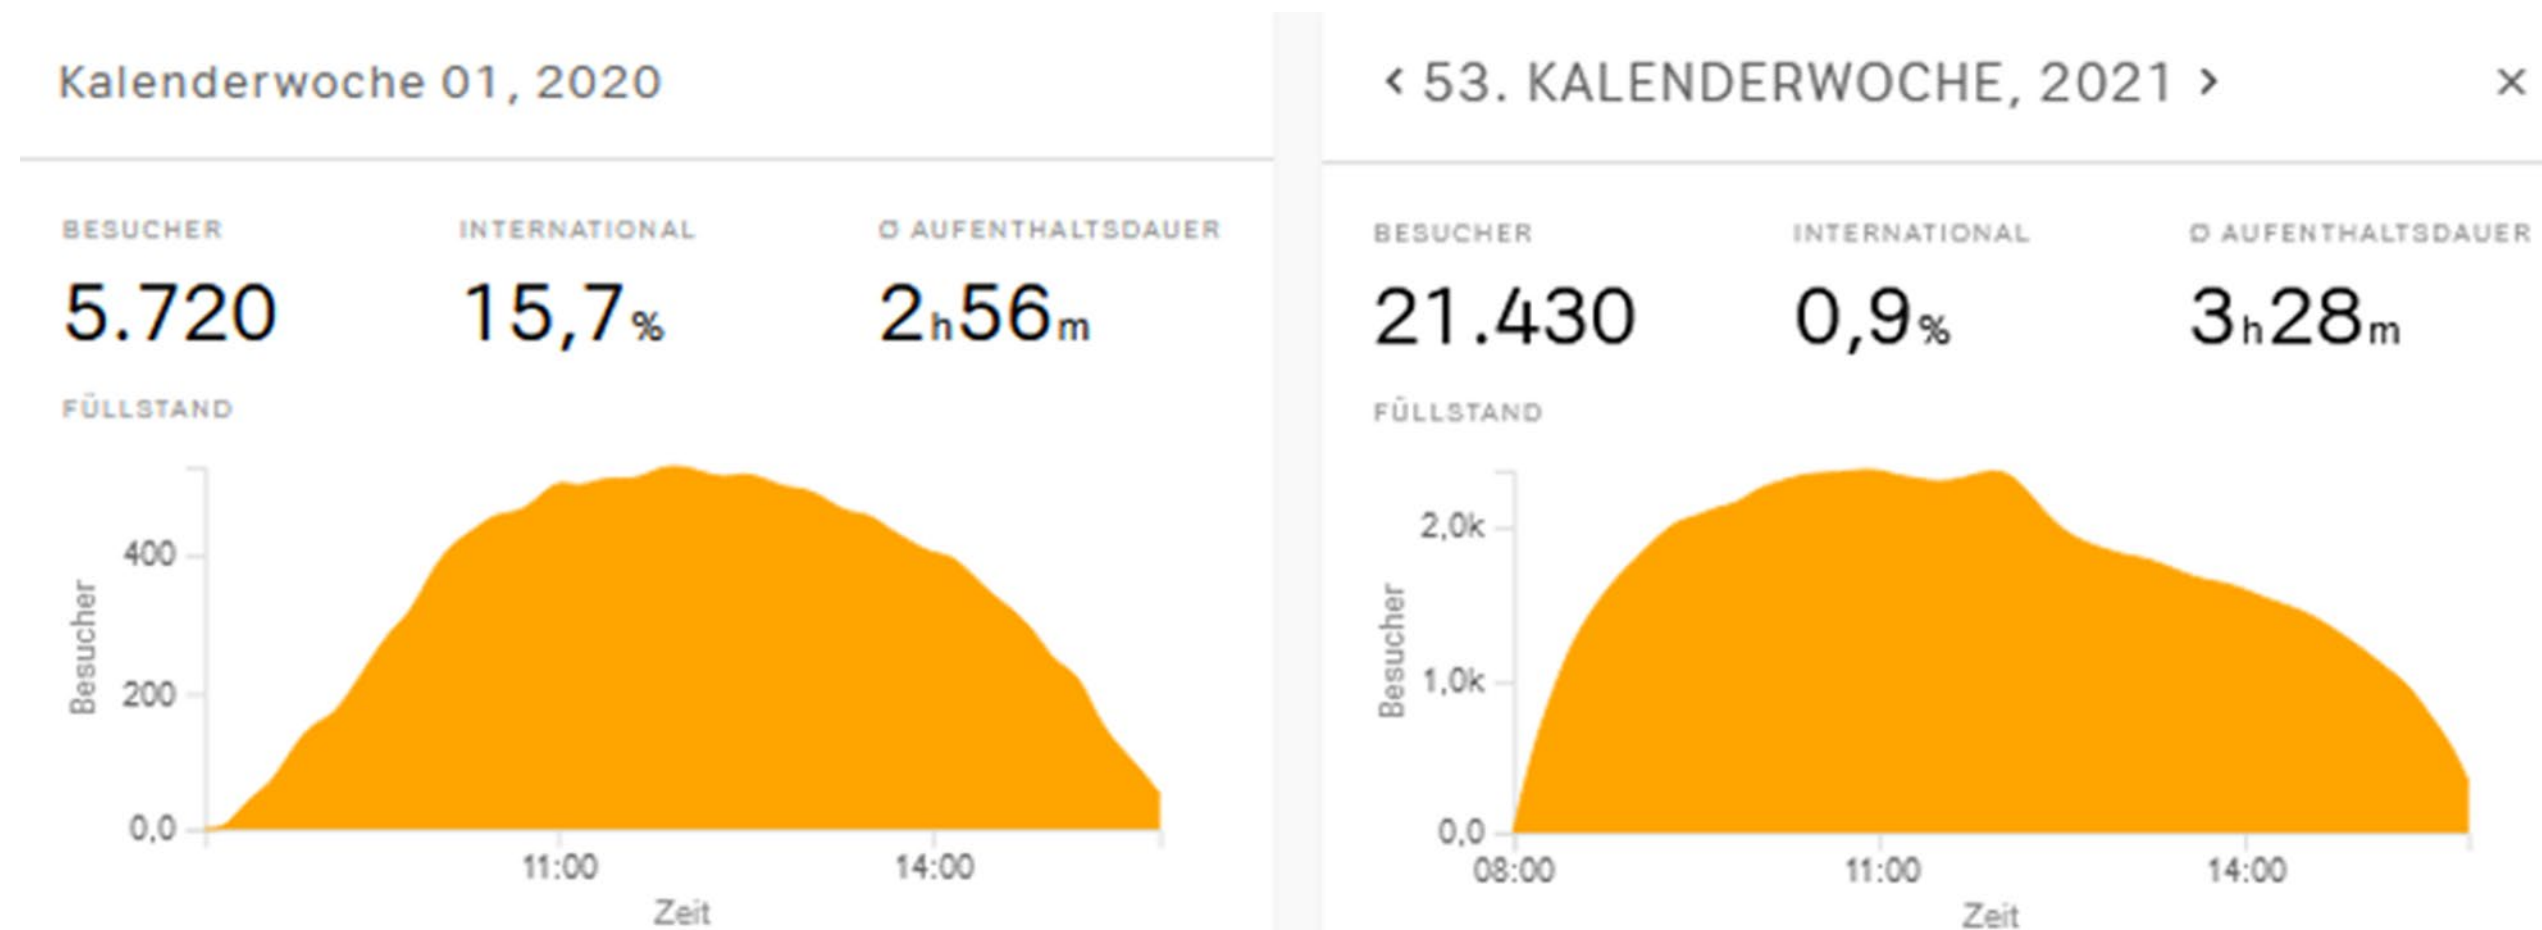 Kalenderwoche 01, 2020
BESUCHER INTERNATIONAL Ø AUFENTHALTSDAUER
5.720 15,7% 2h56m
FÜLLSTAND
400
200
0,0
Besucher
11:00 14:00
Zeit
< 53. KALENDERWOCHE, 2021 > ×
BESUCHER INTERNATIONAL Ø AUFENTHALTSDAUER
21.430 0,9% 3h28m
FÜLLSTAND
2,0k
1,0k
0,0
Besucher
08:00 11:00 14:00
Zeit